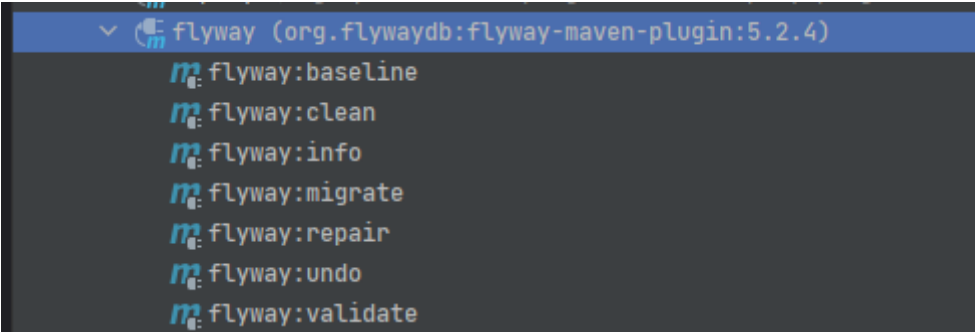 flyway (org.flywaydb:flyway-maven-plugin:5.2.4)
flyway:baseline
flyway:clean
flyway:info
flyway:migrate
flyway:repair
flyway:undo
flyway:validate